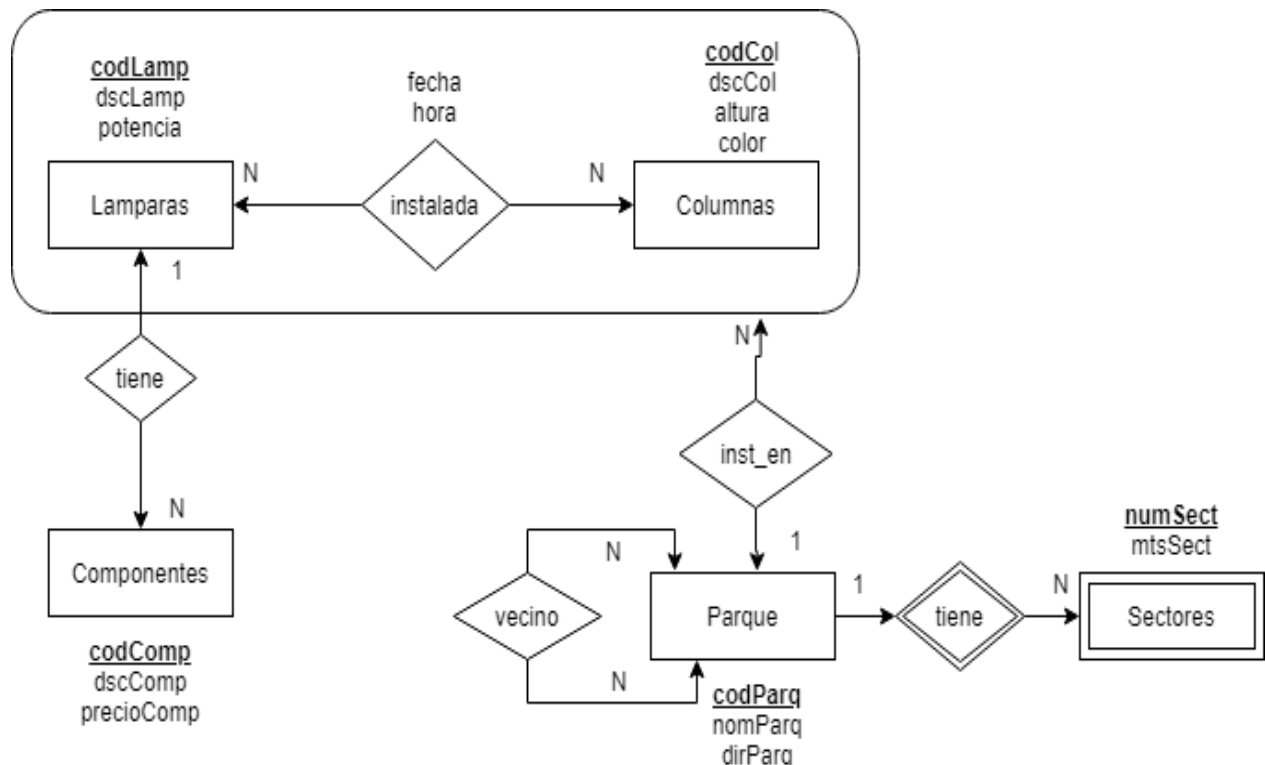 codLamp
dscLamp
potencia
fecha
hora
codCol
dscCol
altura
color
N
N
Lamparas
instalada
Columnas
1
N
tiene
inst_en
N
1
numSect
mtsSect
Componentes
N
vecino
N
Parque
1
tiene
N
Sectores
codComp
dscComp
precioComp
codParq
nomParq
dirParq